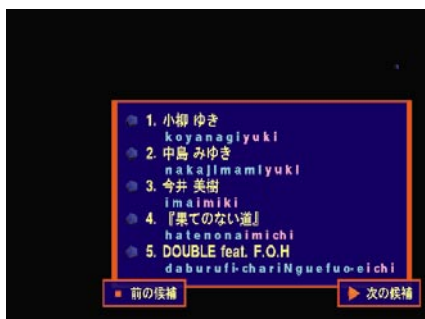 1. 小柳 ゆき
koyanagiyuki
2. 中島 みゆき
nakajimamiyuki
3. 今井 美樹
imaimiki
4. 『果てのない道』
hatenonaimichi
5. DOUBLE feat. F.O.H
daburufi-chariNguefuo-eichi
前の候補
次の候補